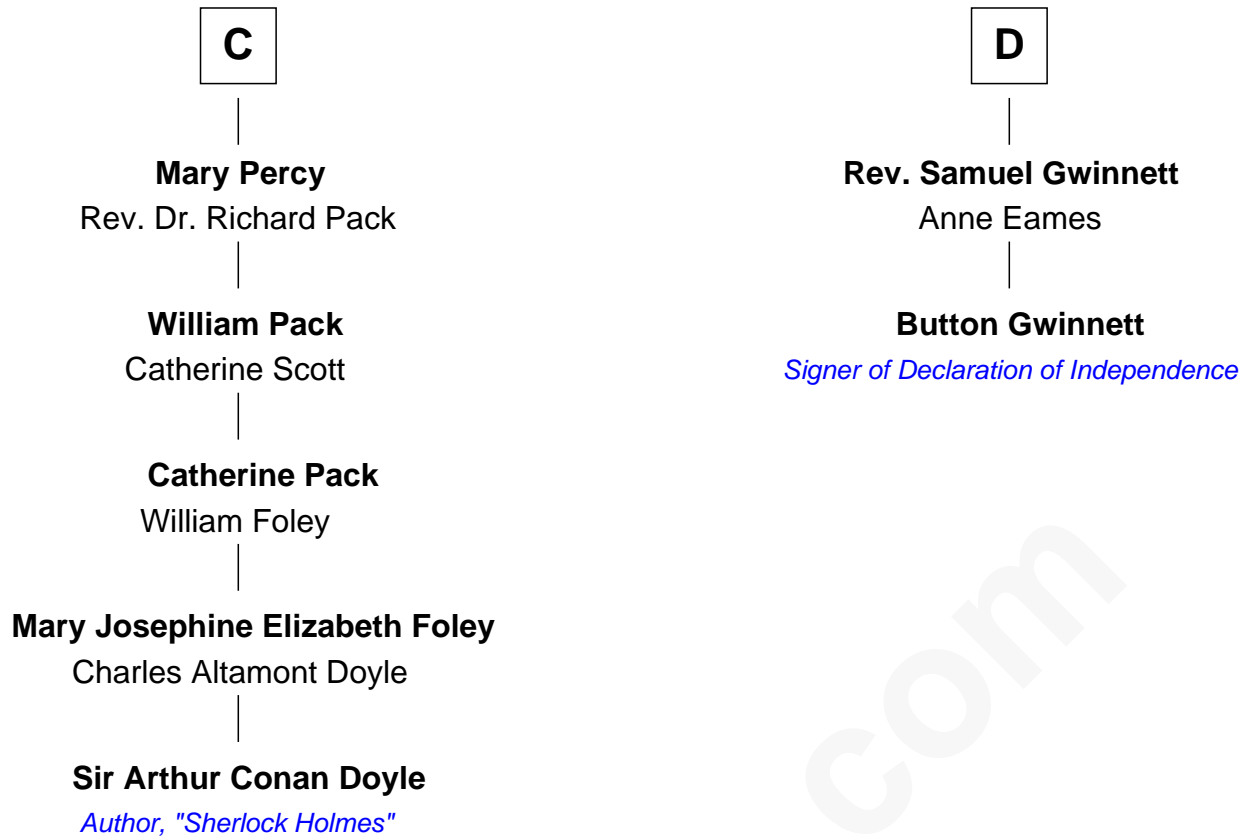 C
Mary Percy
Rev. Dr. Richard Pack
William Pack
Catherine Scott
Catherine Pack
William Foley
Mary Josephine Elizabeth Foley
Charles Altamont Doyle
Sir Arthur Conan Doyle
Author, "Sherlock Holmes"
D
Rev. Samuel Gwinnett
Anne Eames
Button Gwinnett
Signer of Declaration of Independence
com